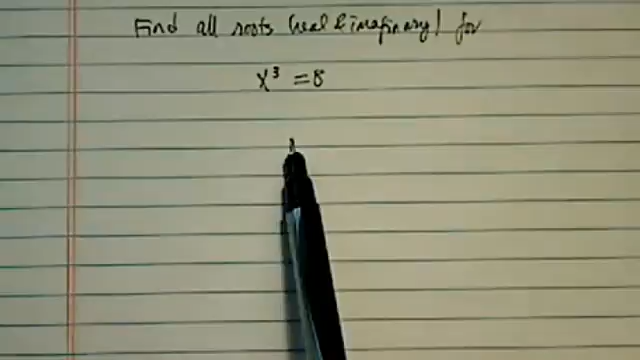 Find all roots (real & imaginary) for
x³ = 8